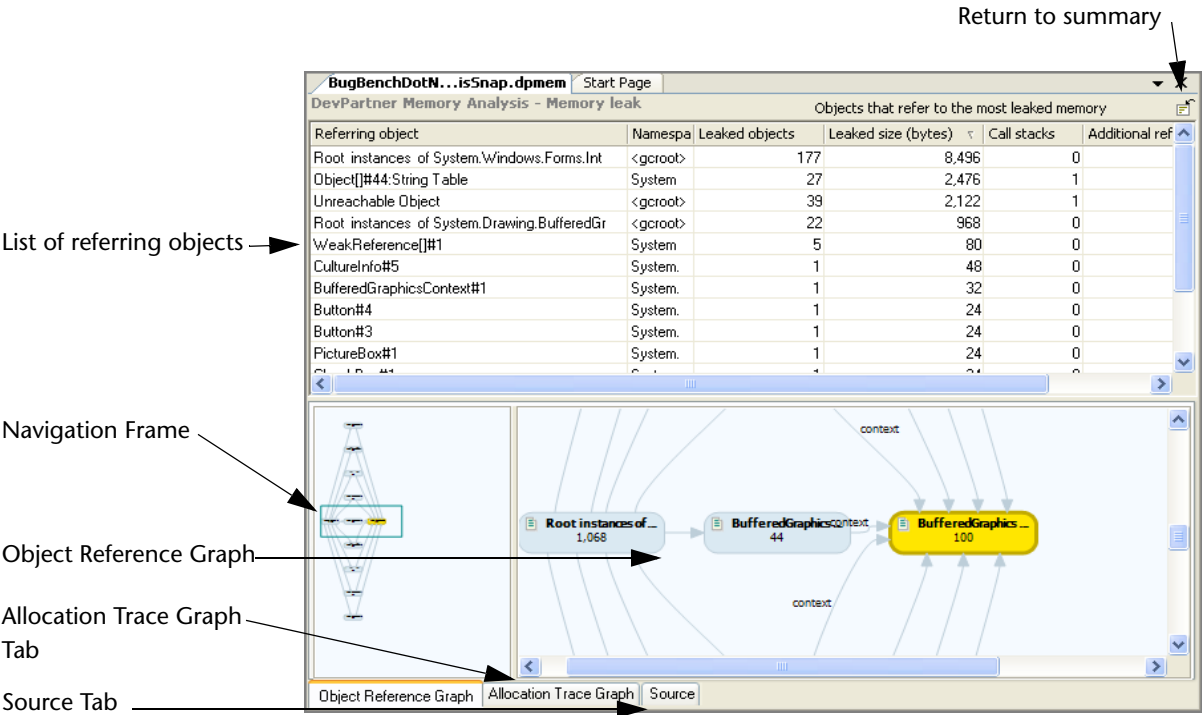 Return to summary
BugBenchDotN...isSnap.dpmem Start Page
DevPartner Memory Analysis - Memory leak
Objects that refer to the most leaked memory
Referring object Namespa Leaked objects Leaked size (bytes) Call stacks Additional ref
Root instances of System.Windows.Forms.Int <gcroot> 177 8,496 0
Object[]#44:String Table System 27 2,476 1
Unreachable Object <gcroot> 39 2,122 1
Root instances of System.Drawing.BufferedGr <gcroot> 22 968 0
List of referring objects
WeakReference[]#1 System 5 80 0
CultureInfo#5 System. 1 48 0
BufferedGraphicsContext#1 System. 1 32 0
Button#4 System. 1 24 0
Button#3 System. 1 24 0
PictureBox#1 System. 1 24 0
Navigation Frame
context
Root instances of ...
1,068
BufferedGraphics
44
context
BufferedGraphics ...
100
Object Reference Graph
context
Allocation Trace Graph
Tab
Source Tab
Object Reference Graph Allocation Trace Graph Source